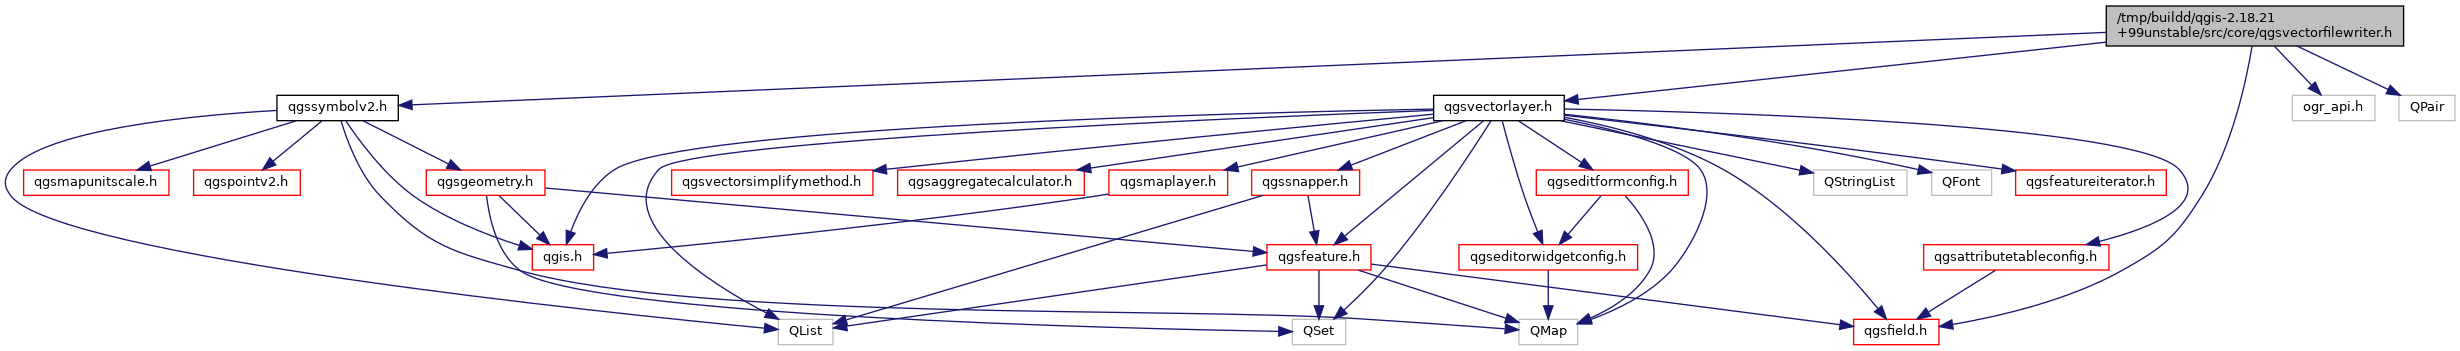 /tmp/buildd/qgis-2.18.21
+99unstable/src/core/qgsvectorfilewriter.h
qgssymbolv2.h
qgsvectorlayer.h
ogr_api.h
QPair
qgsmapunitscale.h
qgspointv2.h
qgsgeometry.h
qgsvectorsimplifymethod.h
qgsaggregatecalculator.h
qgsmaplayer.h
qgssnapper.h
qgseditformconfig.h
QStringList
QFont
qgsfeatureiterator.h
qgis.h
qgsfeature.h
qgseditorwidgetconfig.h
qgsattributetableconfig.h
QList
QSet
QMap
qgsfield.h